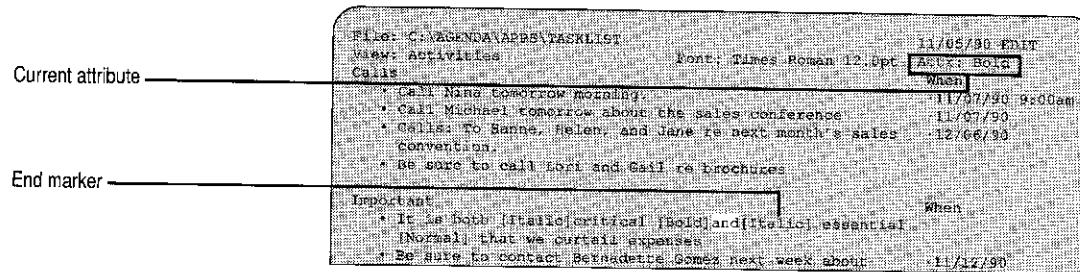 File: C:\AGENDA\APPS\TASKLIST 11/05/90 EDIT
View: Activities Font: Times Roman 12.0pt Attr: Bold
Current attribute
Calls When
• Call Nina tomorrow morning. ·11/07/90 9:00am
• Call Michael tomorrow about the sales conference ·11/07/90
• Calls: To Hanne, Helen, and Jane re next month's sales ·12/06/90
convention.
• Be sure to call Lori and Gail re brochures
End marker
Important When
• It is both [Italic]critical [Bold]and[Italic] essential
[Normal] that we curtail expenses
• Be sure to contact Bernadette Gomez next week about ·11/12/90